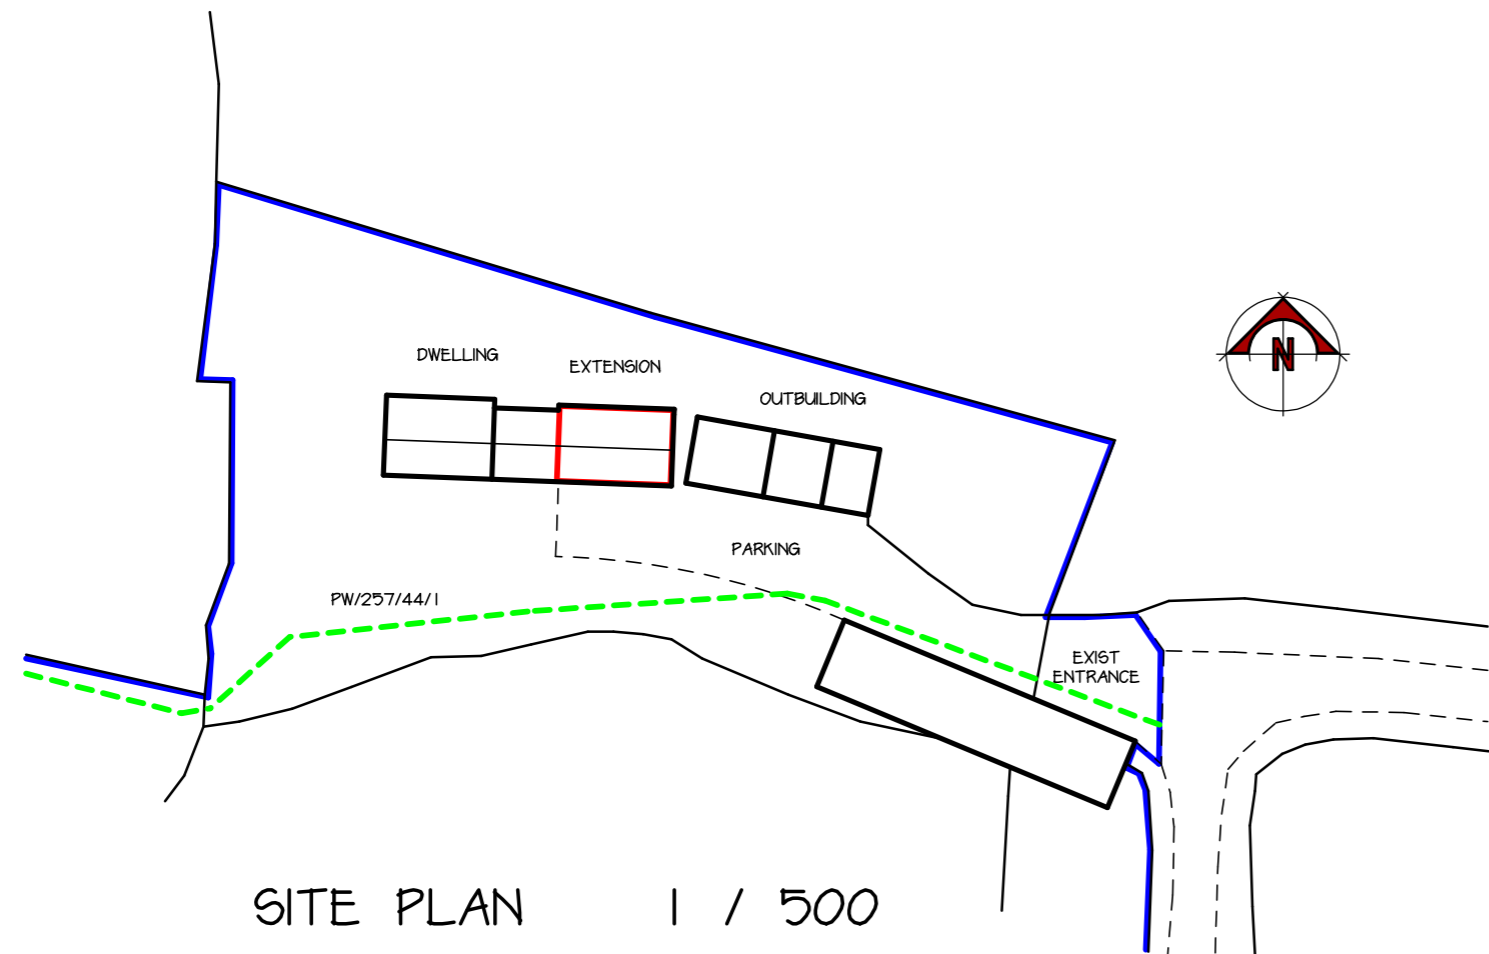 DWELLING
EXTENSION
OUTBUILDING
N
PARKING
PW/257/44/1
EXIST
ENTRANCE
SITE PLAN 1 / 500